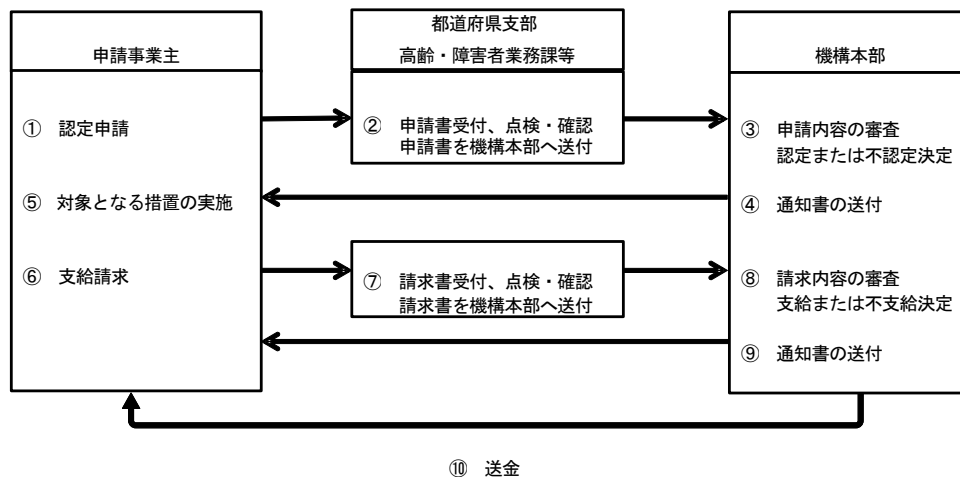 都道府県支部
高齢・障害者業務課等
申請事業主
機構本部
① 認定申請
② 申請書受付、点検・確認
申請書を機構本部へ送付
③ 申請内容の審査
認定または不認定決定
④ 通知書の送付
⑤ 対象となる措置の実施
⑥ 支給請求
⑦ 請求書受付、点検・確認
請求書を機構本部へ送付
⑧ 請求内容の審査
支給または不支給決定
⑨ 通知書の送付
⑩ 送金